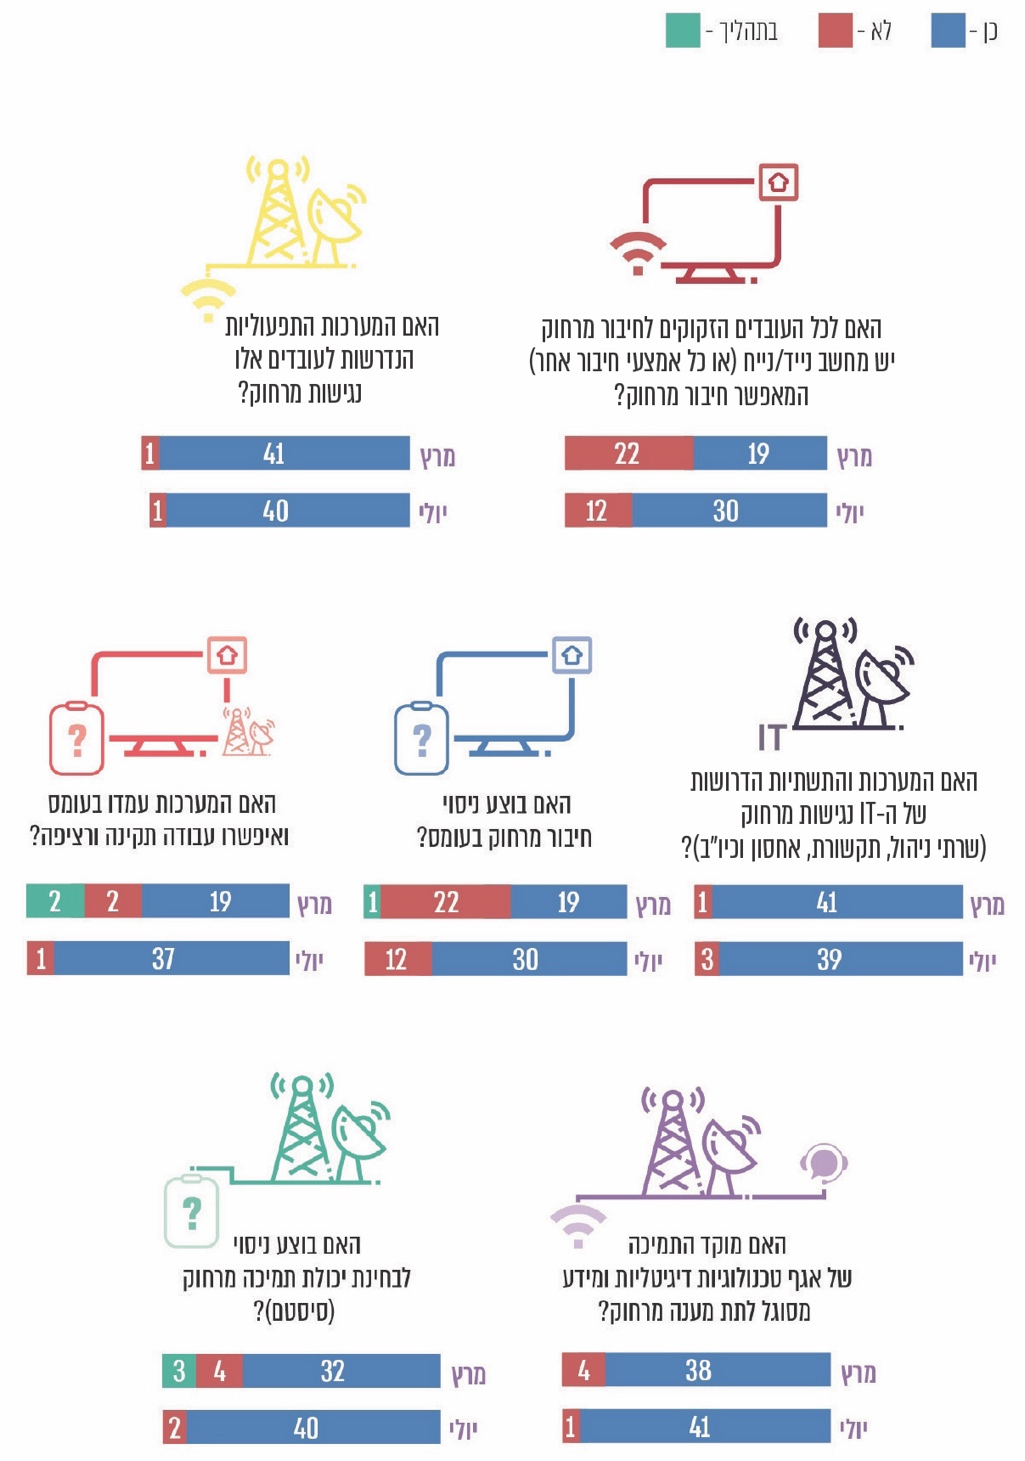 כן -
לא -
בתהליך -
האם לכל העובדים הזקוקים לחיבור מרחוק
יש מחשב נייד/נייח (או כל אמצעי חיבור אחר)
המאפשר חיבור מרחוק?
מרץ 19 22
יולי 30 12
האם המערכות התפעוליות
הנדרשות לעובדים אלו
נגישות מרחוק?
מרץ 41 1
יולי 40 1
IT
האם המערכות והתשתיות הדרושות
של ה-IT נגישות מרחוק
(שרתי ניהול, תקשורת, אחסון וכיו"ב)?
מרץ 41 1
יולי 39 3
?
האם בוצע ניסוי
חיבור מרחוק בעומס?
מרץ 19 22 1
יולי 30 12
?
האם המערכות עמדו בעומס
ואיפשרו עבודה תקינה ורציפה?
מרץ 19 2 2
יולי 37 1
האם מוקד התמיכה
של אגף טכנולוגיות דיגיטליות ומידע
מסוגל לתת מענה מרחוק?
מרץ 38 4
יולי 41 1
?
האם בוצע ניסוי
לבחינת יכולת תמיכה מרחוק
(סיסטם)?
מרץ 32 4 3
יולי 40 2